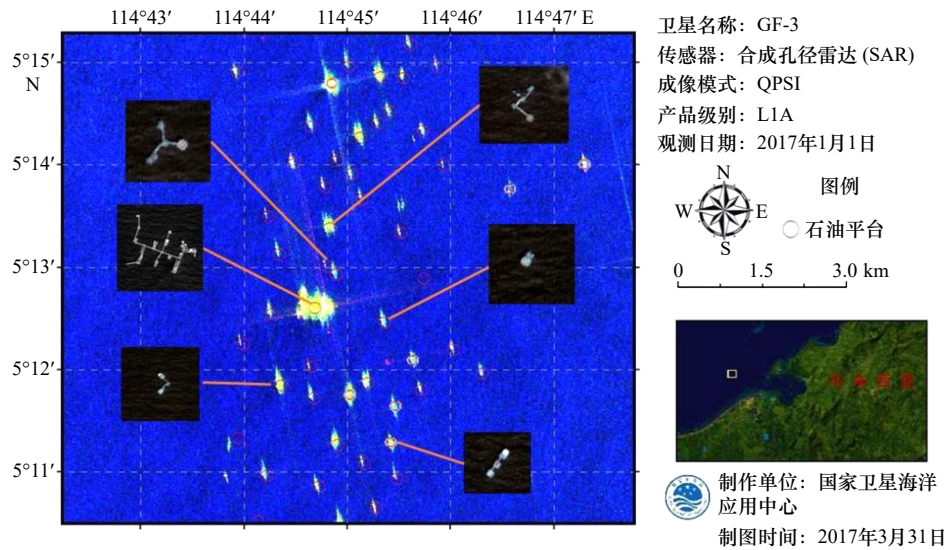 114°43′ 114°44′ 114°45′ 114°46′ 114°47′ E
5°15′
N
5°14′
5°13′
5°12′
5°11′
卫星名称：GF-3
传感器：合成孔径雷达 (SAR)
成像模式：QPSI
产品级别：L1A
观测日期：2017年1月1日
N
W E
S
图例
石油平台
0 1.5 3.0 km
制作单位：国家卫星海洋
应用中心
制图时间：2017年3月31日